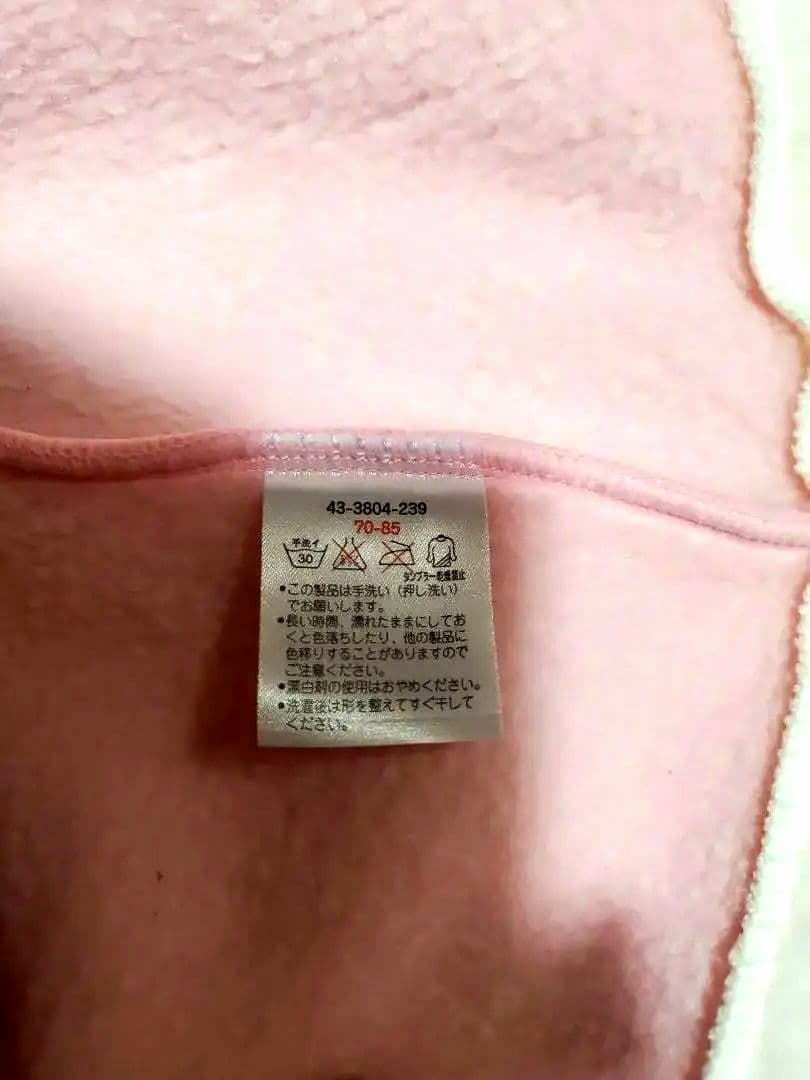 43-3804-239
70-85
手洗イ
30
タンブラー乾燥禁止
•この製品は手洗い（押し洗い）
でお願いします。
•長い時間、濡れたままにしてお
くと色落ちしたり、他の製品に
色移りすることがありますので
ご注意ください。
•漂白剤の使用はおやめください。
•洗濯後は形を整えてすぐ干して
ください。